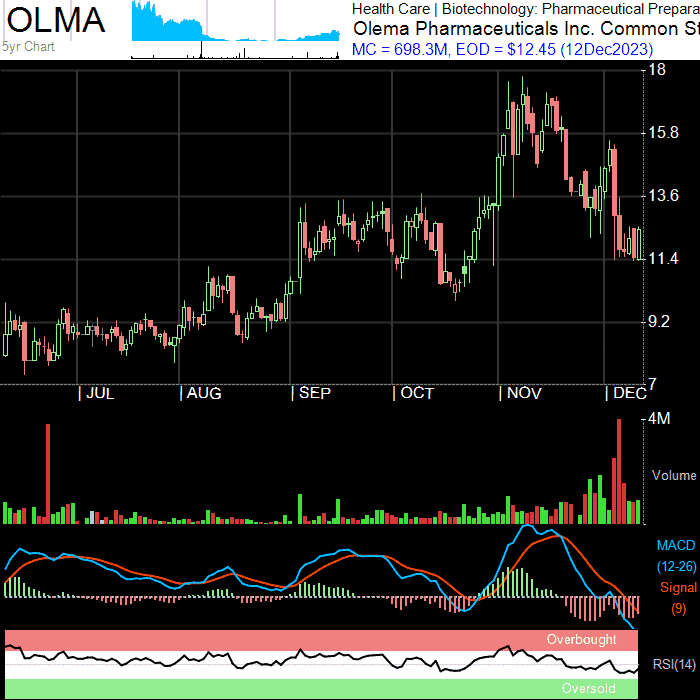 OLMA
5yr Chart
Health Care | Biotechnology: Pharmaceutical Prepara
Olema Pharmaceuticals Inc. Common St
MC = 698.3M, EOD = $12.45 (12Dec2023)
18
15.8
13.6
11.4
9.2
7
| JUL | AUG | SEP | OCT | NOV | DEC
4M
Volume
MACD
(12-26)
Signal
(9)
Overbought
RSI(14)
Oversold